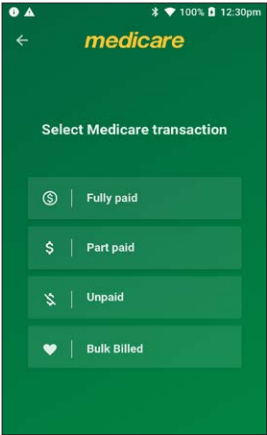 100% 12:30pm
medicare
Select Medicare transaction
Fully paid
Part paid
Unpaid
Bulk Billed